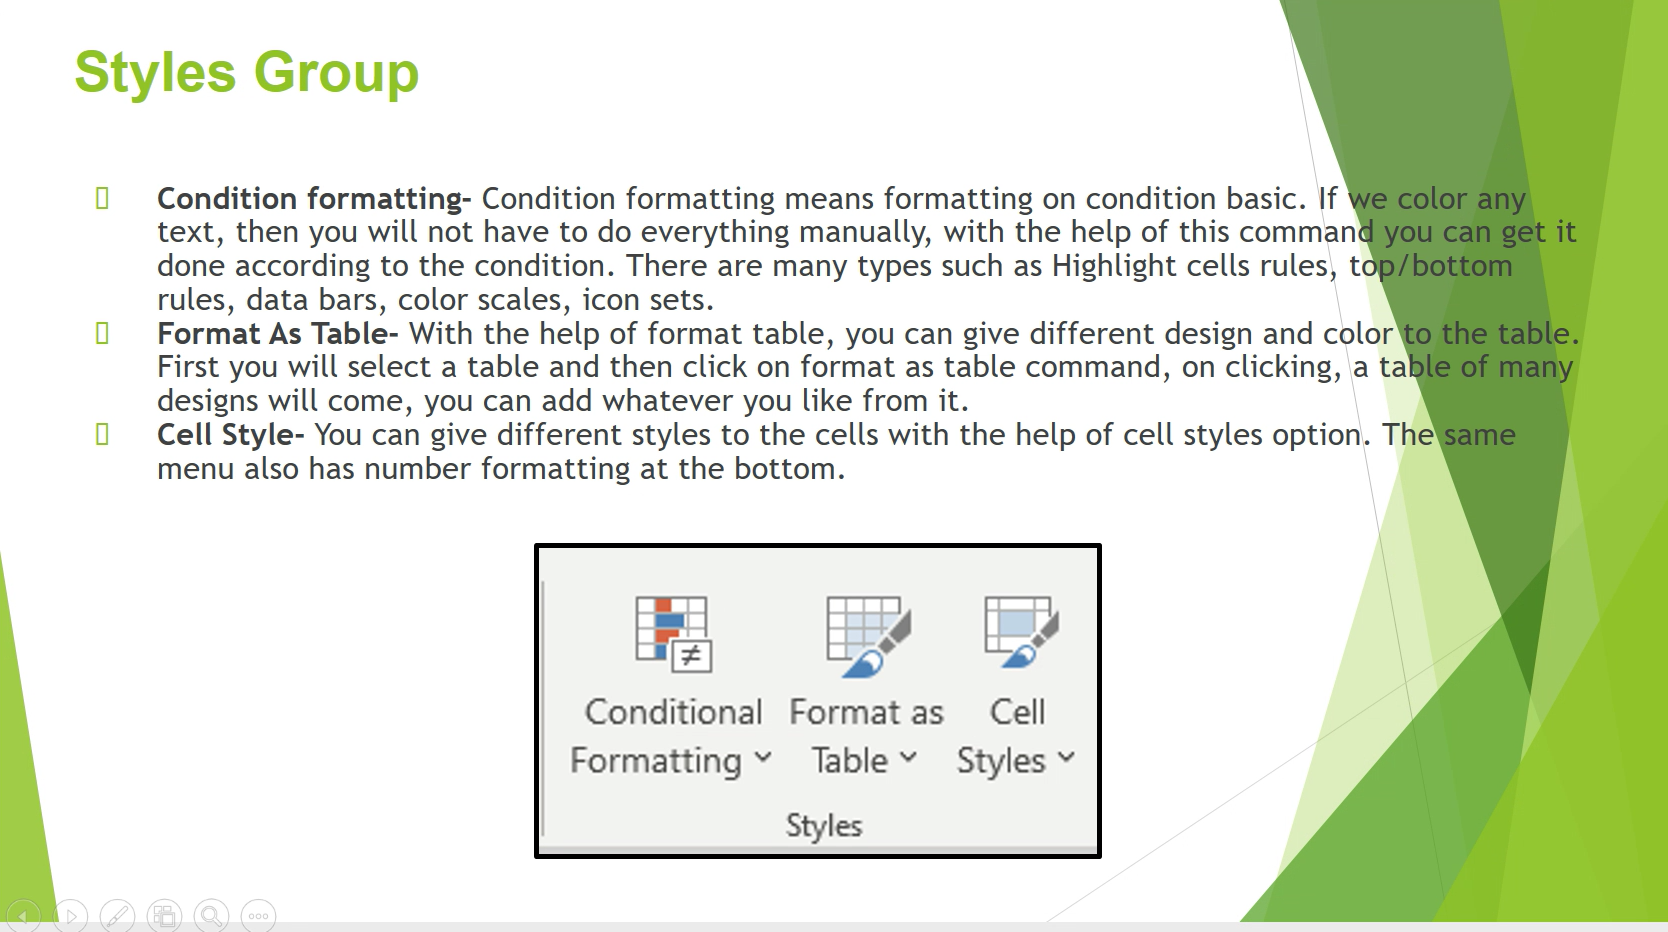 Styles Group
Condition formatting- Condition formatting means formatting on condition basic. If we color any
text, then you will not have to do everything manually, with the help of this command you can get it
done according to the condition. There are many types such as Highlight cells rules, top/bottom
rules, data bars, color scales, icon sets.
Format As Table- With the help of format table, you can give different design and color to the table.
First you will select a table and then click on format as table command, on clicking, a table of many
designs will come, you can add whatever you like from it.
Cell Style- You can give different styles to the cells with the help of cell styles option. The same
menu also has number formatting at the bottom.
Conditional
Formatting
Format as
Table
Cell
Styles
Styles